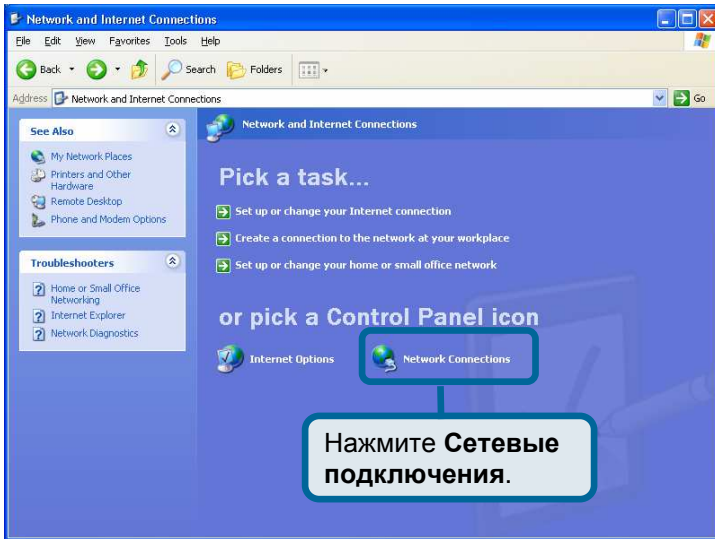 Network and Internet Connections
File Edit View Favorites Tools Help
Back Search Folders
Address Network and Internet Connections Go
See Also
My Network Places
Printers and Other
Hardware
Remote Desktop
Phone and Modem Options
Troubleshooters
Home or Small Office
Networking
Internet Explorer
Network Diagnostics
Network and Internet Connections
Pick a task...
Set up or change your Internet connection
Create a connection to the network at your workplace
Set up or change your home or small office network
or pick a Control Panel icon
Internet Options Network Connections
Нажмите Сетевые
подключения.